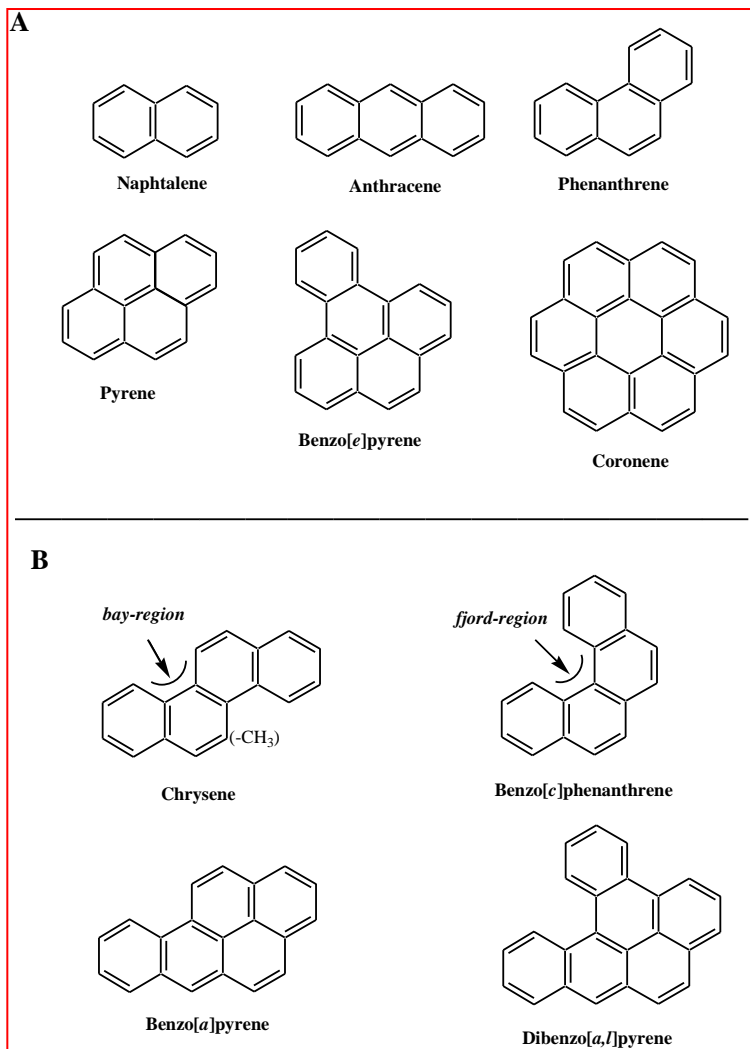 A
Naphtalene
Anthracene
Phenanthrene
Pyrene
Benzo[e]pyrene
Coronene
B
bay-region
(-CH3)
Chrysene
fjord-region
Benzo[c]phenanthrene
Benzo[a]pyrene
Dibenzo[a,l]pyrene